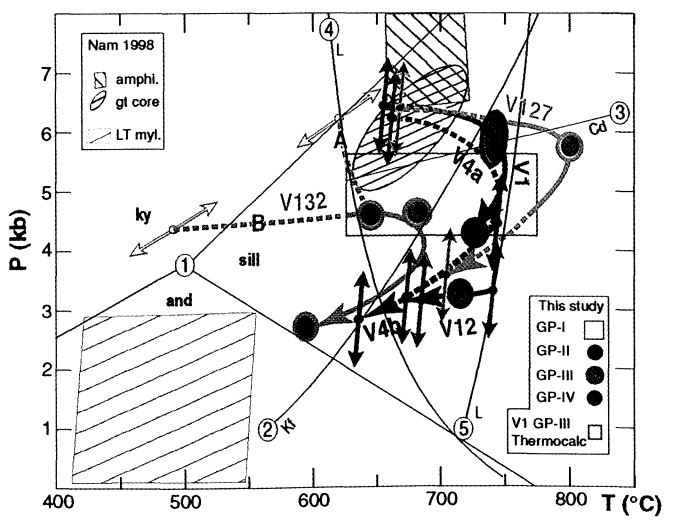 Nam 1998
amphi.
gt core
LT myl.
4
L
7
6
5
4
3
2
1
P (kb)
V127
3
Cd
A
V4a
V1
V132
ky
B
1
sill
and
V4b
V12
2
Kf
5
L
This study
GP-I
GP-II
GP-III
GP-IV
V1 GP-III
Thermocalc
400
500
600
700
800
T (°C)